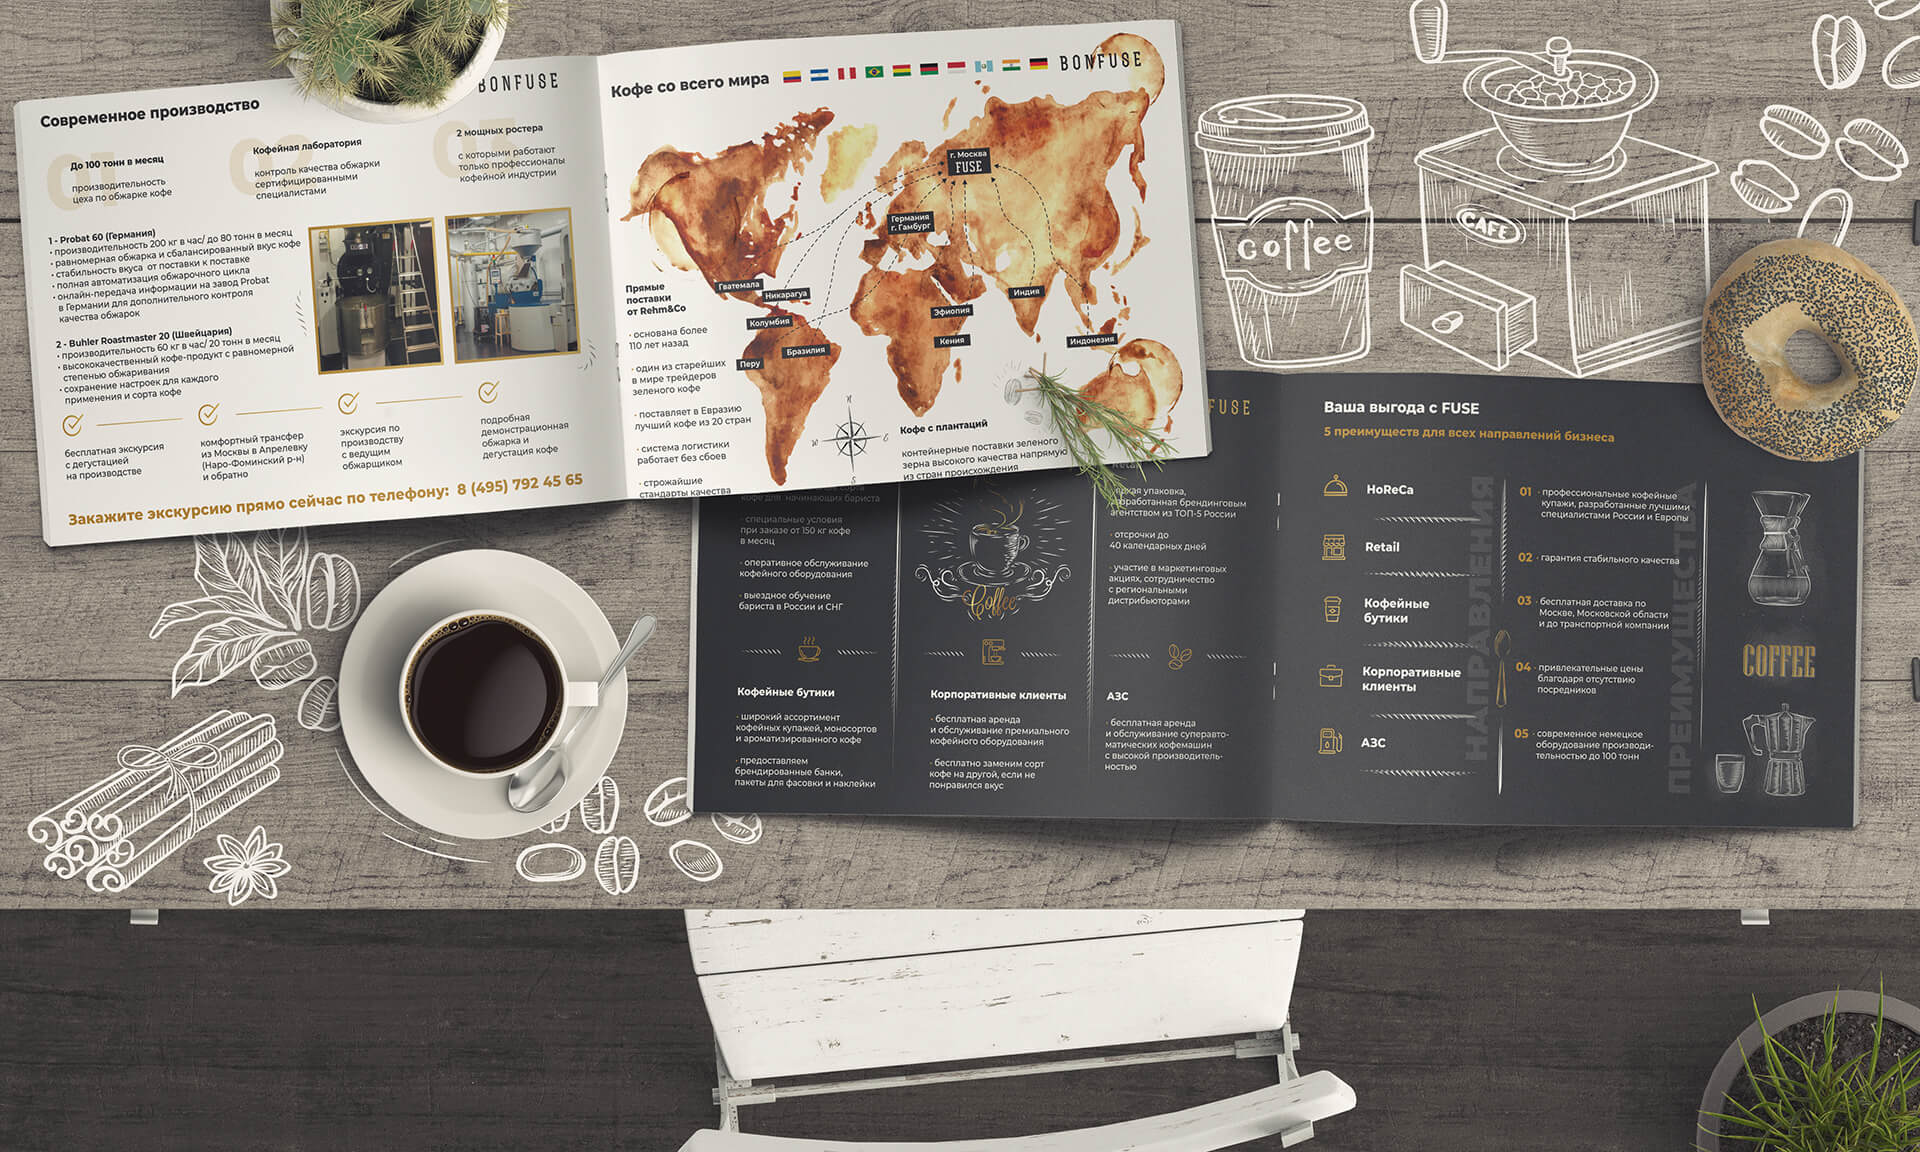 Современное производство
BONFUSE
01
До 100 тонн в месяц
производительность
цеха по обжарке кофе
02
Кофейная лаборатория
контроль качества обжарки
сертифицированными
специалистами
2 мощных ростера
с которыми работают
только профессионалы
кофейной индустрии
1 - Probat 60 (Германия)
• производительность 200 кг в час/ до 80 тонн в месяц
• равномерная обжарка и сбалансированный вкус кофе
• стабильность вкуса от поставки к поставке
• полная автоматизация обжарочного цикла
• онлайн-передача информации на завод Probat
в Германии для дополнительного контроля
качества обжарок
2 - Buhler Roastmaster 20 (Швейцария)
• производительность 60 кг в час/ 20 тонн в месяц
• высококачественный кофе-продукт с равномерной
степенью обжаривания
• сохранение настроек для каждого
применения и сорта кофе
бесплатная экскурсия
с дегустацией
на производстве
комфортный трансфер
из Москвы в Апрелевку
(Наро-Фоминский р-н)
и обратно
экскурсия по
производству
с ведущим
обжарщиком
подробная
демонстрационная
обжарка и
дегустация кофе
Закажите экскурсию прямо сейчас по телефону: 8 (495) 792 45 65
Кофе со всего мира
BONFUSE
г. Москва
FUSE
Германия
г. Гамбург
Гватемала
Никарагуа
Колумбия
Перу
Бразилия
Эфиопия
Кения
Индия
Индонезия
Прямые
поставки
от Rehm&Co
• основана более
110 лет назад
• один из старейших
в мире трейдеров
зеленого кофе
• поставляет в Евразию
лучший кофе из 20 стран
• система логистики
работает без сбоев
• строжайшие
стандарты качества
Кофе с плантаций
контейнерные поставки зеленого
зерна высокого качества напрямую
из стран происхождения
coffee
CAFE
FUSE
кофе для начинающих бариста
• специальные условия
при заказе от 150 кг кофе
в месяц
• оперативное обслуживание
кофейного оборудования
• выездное обучение
бариста в России и СНГ
Кофейные бутики
• широкий ассортимент
кофейных купажей, моносортов
и ароматизированного кофе
• предоставляем
брендированные банки,
пакеты для фасовки и наклейки
Coffee
Корпоративные клиенты
• бесплатная аренда
и обслуживание премиального
кофейного оборудования
• бесплатно заменим сорт
кофе на другой, если не
понравился вкус
Retail
упаковка,
разработанная брендинговым
агентством из ТОП-5 России
• отсрочки до
40 календарных дней
• участие в маркетинговых
акциях, сотрудничество
с региональными
дистрибьюторами
АЗС
• бесплатная аренда
и обслуживание суперавто-
матических кофемашин
с высокой производитель-
ностью
Ваша выгода с FUSE
5 преимуществ для всех направлений бизнеса
HoReCa
Retail
Кофейные
бутики
Корпоративные
клиенты
АЗС
НАПРАВЛЕНИЯ
01 • профессиональные кофейные
купажи, разработанные лучшими
специалистами России и Европы
02 • гарантия стабильного качества
03 • бесплатная доставка по
Москве, Московской области
и до транспортной компании
04 • привлекательные цены
благодаря отсутствию
посредников
05 • современное немецкое
оборудование производи-
тельностью до 100 тонн
ПРЕИМУЩЕСТВА
COFFEE